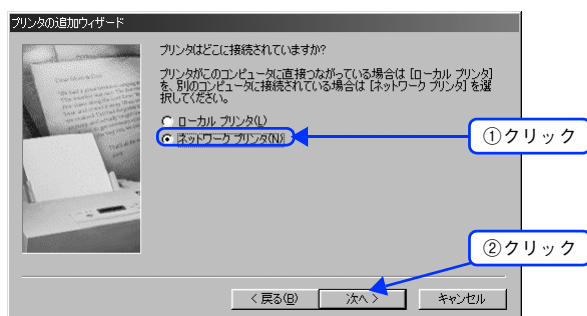 プリンタの追加ウィザード
プリンタはどこに接続されていますか?
プリンタがこのコンピュータに直接つながっている場合は [ローカル プリンタ]
を、別のコンピュータに接続されている場合は [ネットワーク プリンタ] を選
択してください。
ローカル プリンタ(L)
ネットワーク プリンタ(N)
①クリック
②クリック
< 戻る(B)
次へ >
キャンセル